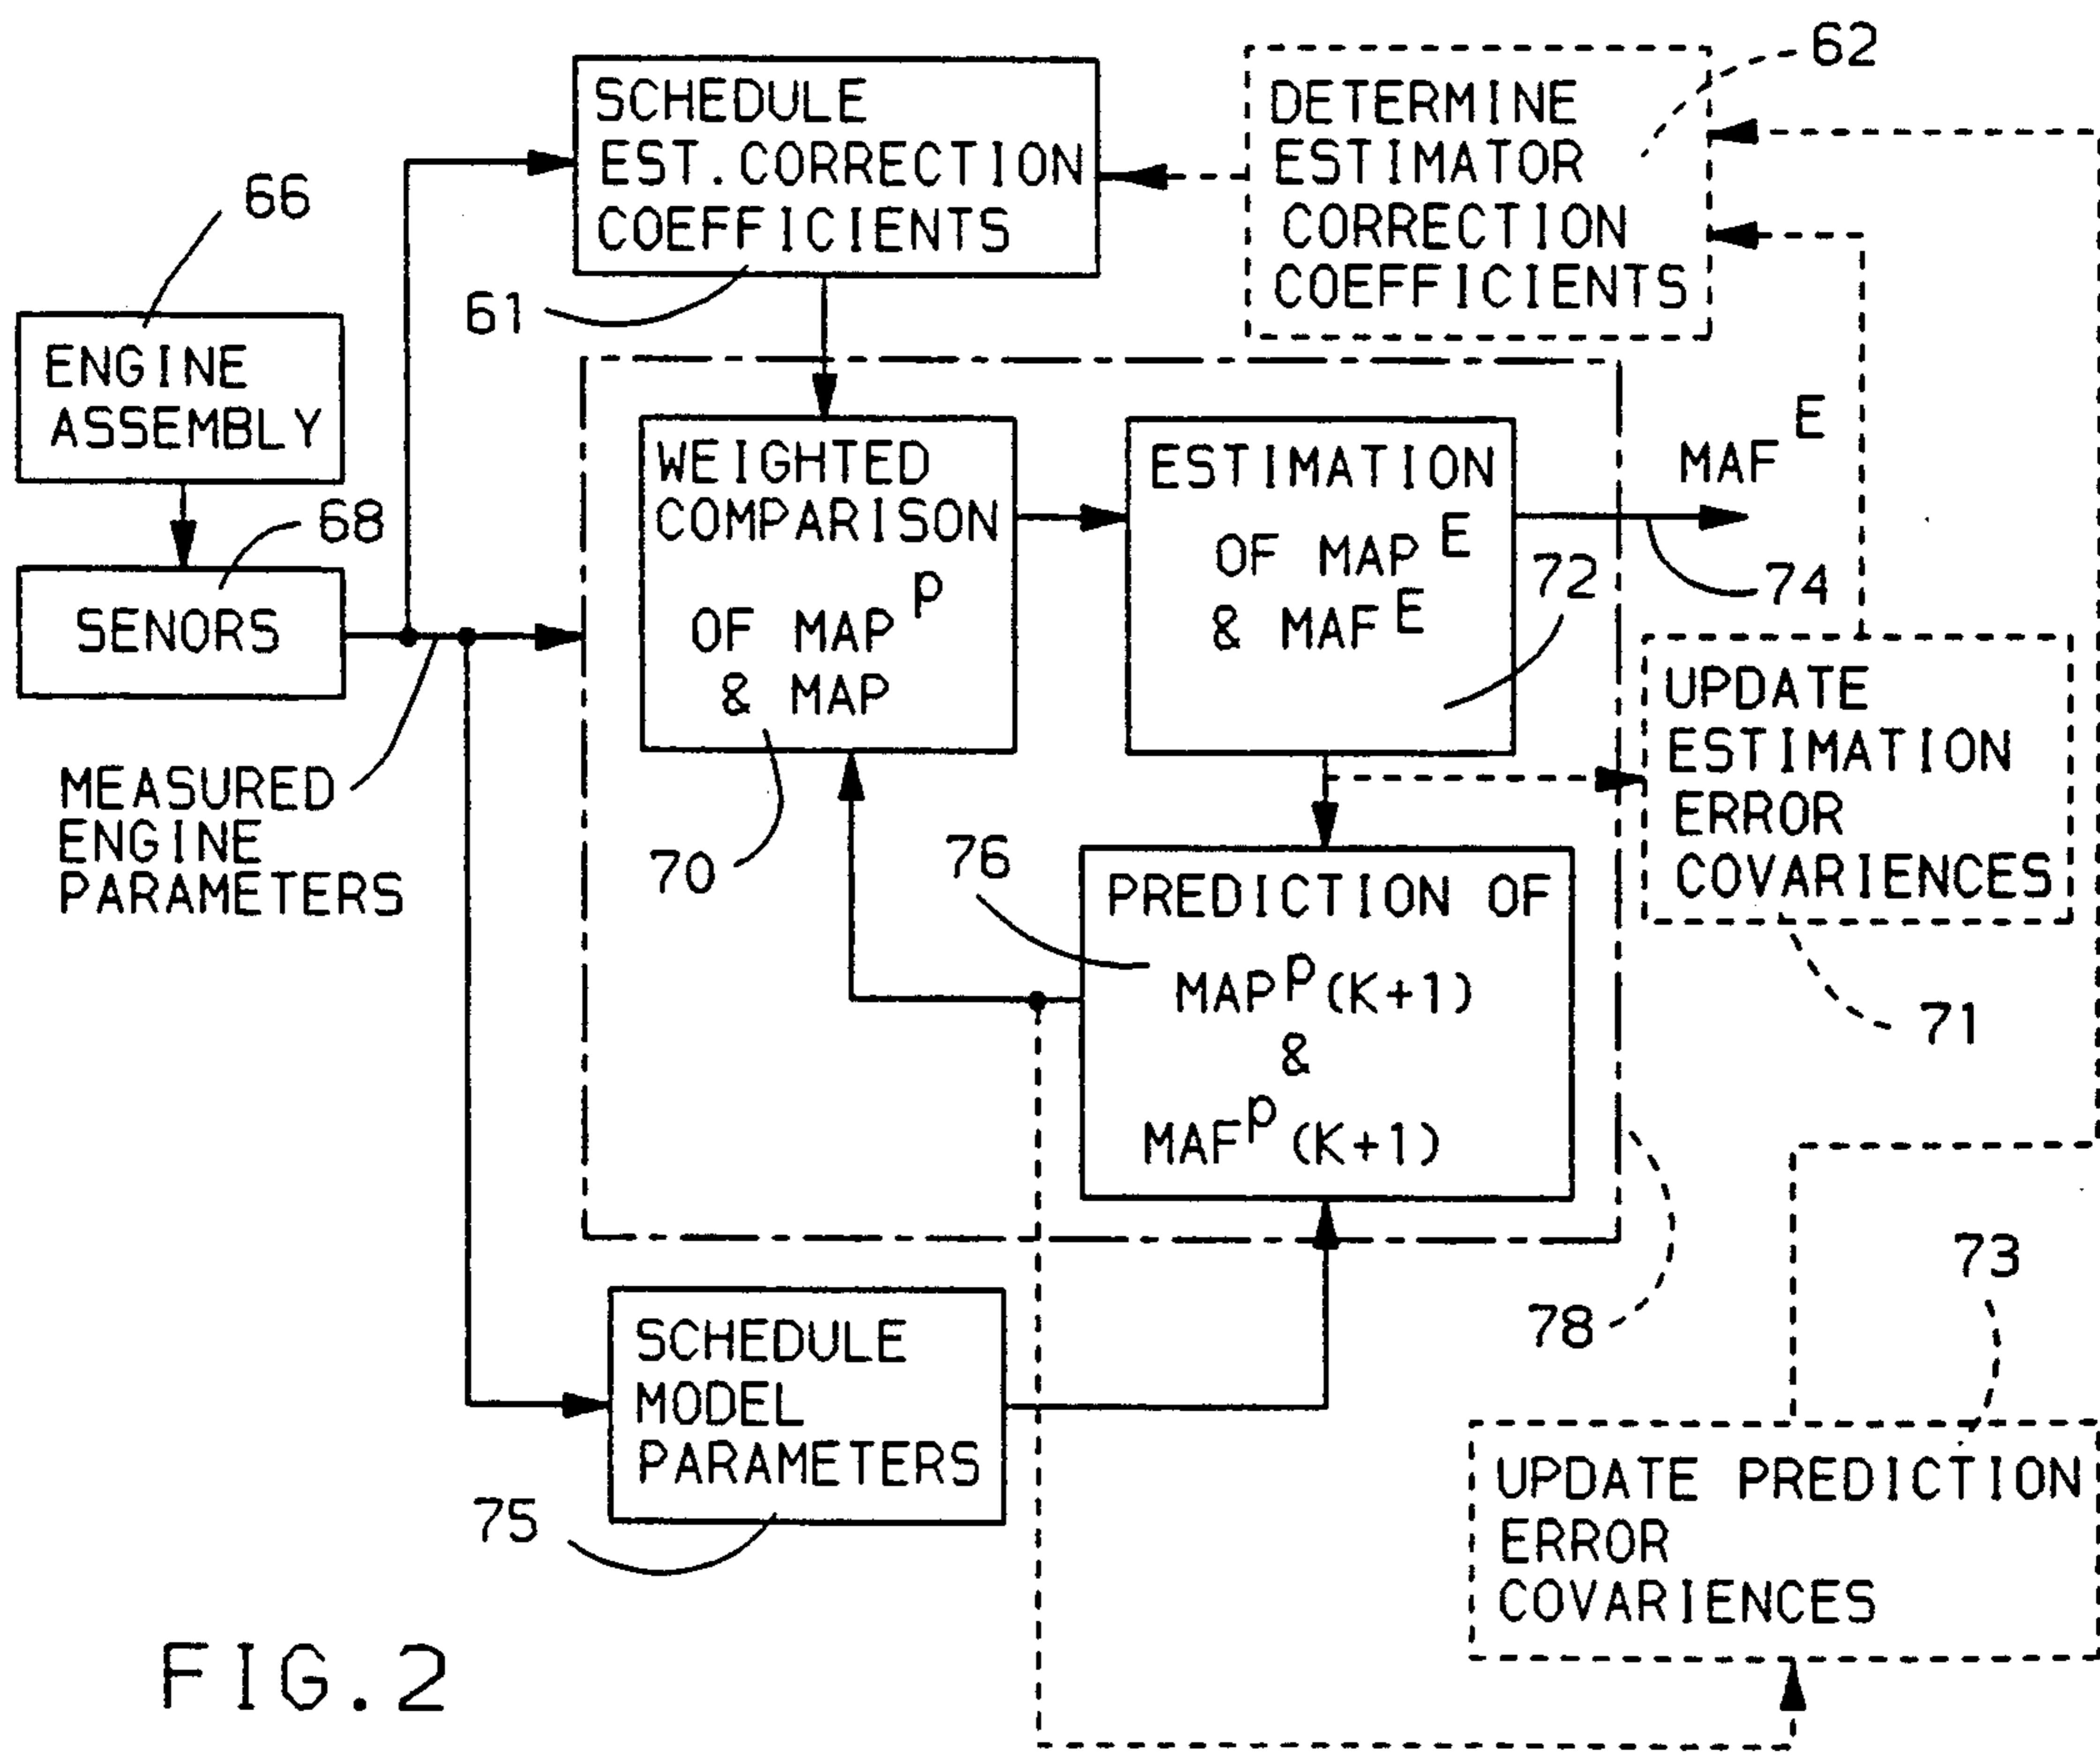 SCHEDULE
EST. CORRECTION
COEFFICIENTS
61
DETERMINE
ESTIMATOR
CORRECTION
COEFFICIENTS
62
66
ENGINE
ASSEMBLY
68
SENORS
MEASURED
ENGINE
PARAMETERS
WEIGHTED
COMPARISON
OF MAP^P
& MAP
70
ESTIMATION
OF MAP^E
& MAF^E
72
MAF^E
74
UPDATE
ESTIMATION
ERROR
COVARIENCES
71
76
PREDICTION OF
MAP^P(K+1)
&
MAF^P(K+1)
78
SCHEDULE
MODEL
PARAMETERS
75
73
UPDATE PREDICTION
ERROR
COVARIENCES
FIG.2